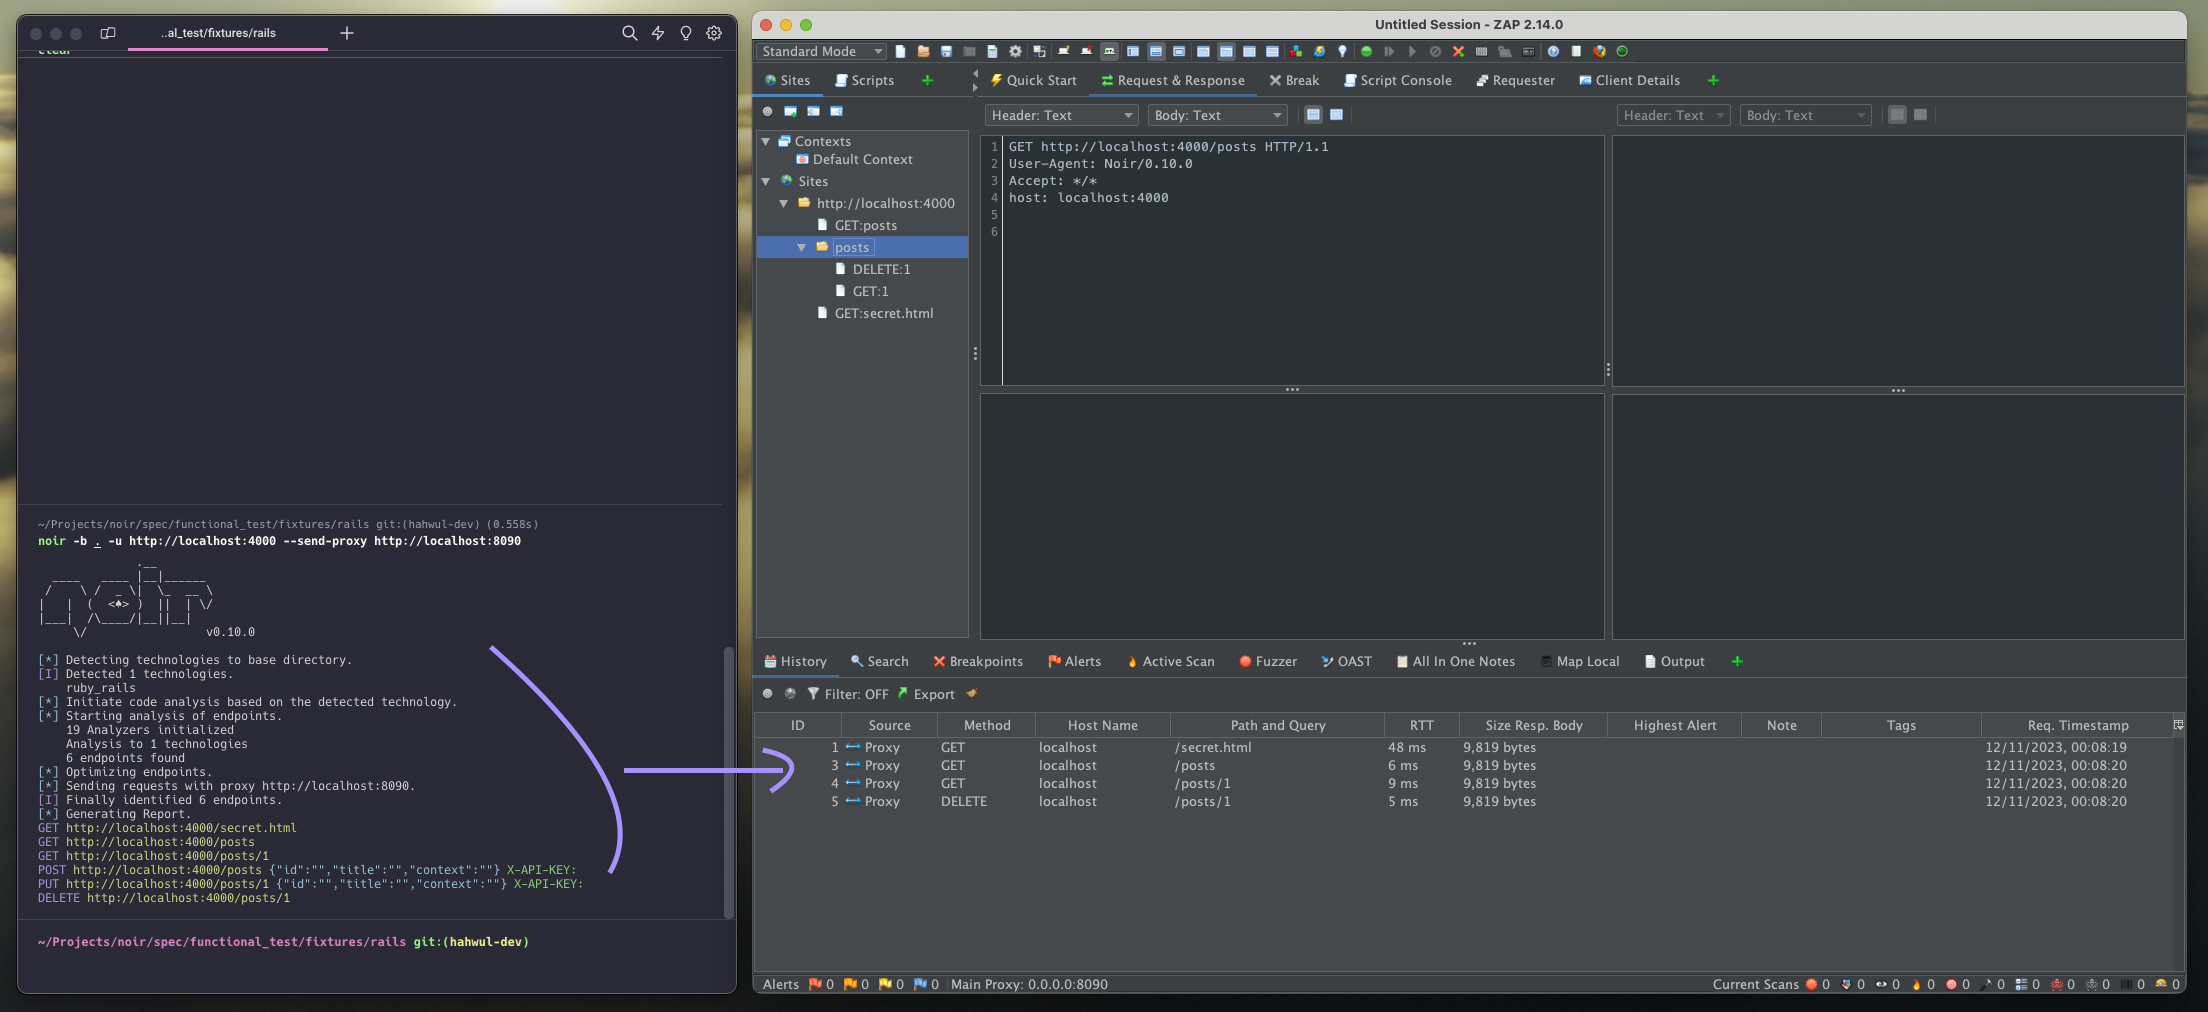 ..al_test/fixtures/rails
clear
~/Projects/noir/spec/functional_test/fixtures/rails git:(hahwul-dev) (0.558s)
noir -b . -u http://localhost:4000 --send-proxy http://localhost:8090
v0.10.0
[*] Detecting technologies to base directory.
[I] Detected 1 technologies.
ruby_rails
[*] Initiate code analysis based on the detected technology.
[*] Starting analysis of endpoints.
19 Analyzers initialized
Analysis to 1 technologies
6 endpoints found
[*] Optimizing endpoints.
[*] Sending requests with proxy http://localhost:8090.
[I] Finally identified 6 endpoints.
[*] Generating Report.
GET http://localhost:4000/secret.html
GET http://localhost:4000/posts
GET http://localhost:4000/posts/1
POST http://localhost:4000/posts {"id":"","title":"","context":""} X-API-KEY:
PUT http://localhost:4000/posts/1 {"id":"","title":"","context":""} X-API-KEY:
DELETE http://localhost:4000/posts/1
~/Projects/noir/spec/functional_test/fixtures/rails git:(hahwul-dev)
Untitled Session - ZAP 2.14.0
Standard Mode
Sites Scripts
Quick Start Request & Response Break Script Console Requester Client Details
Header: Text Body: Text
Header: Text Body: Text
Contexts
Default Context
Sites
http://localhost:4000
GET:posts
posts
DELETE:1
GET:1
GET:secret.html
1 GET http://localhost:4000/posts HTTP/1.1
2 User-Agent: Noir/0.10.0
3 Accept: */*
4 host: localhost:4000
5
6
History Search Breakpoints Alerts Active Scan Fuzzer OAST All In One Notes Map Local Output
Filter: OFF Export
ID Source Method Host Name Path and Query RTT Size Resp. Body Highest Alert Note Tags Req. Timestamp
1 Proxy GET localhost /secret.html 48 ms 9,819 bytes 12/11/2023, 00:08:19
3 Proxy GET localhost /posts 6 ms 9,819 bytes 12/11/2023, 00:08:20
4 Proxy GET localhost /posts/1 9 ms 9,819 bytes 12/11/2023, 00:08:20
5 Proxy DELETE localhost /posts/1 5 ms 9,819 bytes 12/11/2023, 00:08:20
Alerts 0 0 0 0 Main Proxy: 0.0.0.0:8090
Current Scans 0 0 0 0 0 0 0 0 0 0 0